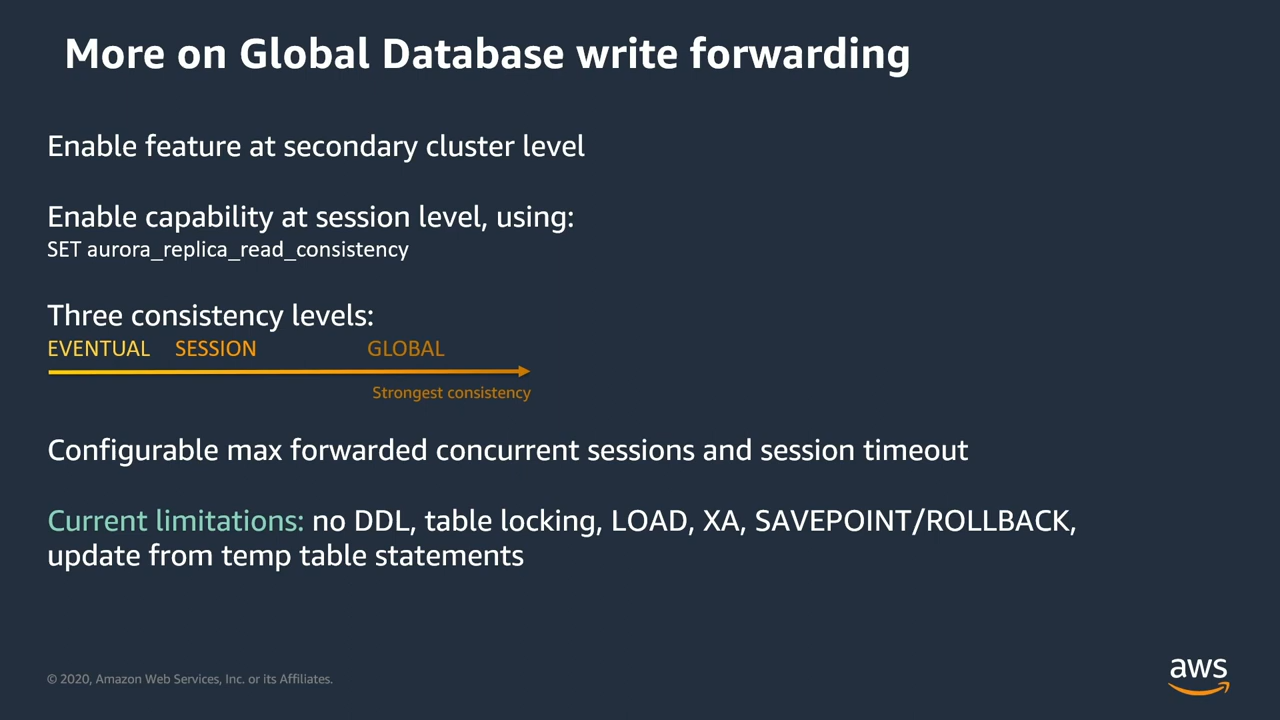 More on Global Database write forwarding
Enable feature at secondary cluster level
Enable capability at session level, using:
SET aurora_replica_read_consistency
Three consistency levels:
EVENTUAL SESSION GLOBAL
Strongest consistency
Configurable max forwarded concurrent sessions and session timeout
Current limitations: no DDL, table locking, LOAD, XA, SAVEPOINT/ROLLBACK,
update from temp table statements
© 2020, Amazon Web Services, Inc. or its Affiliates.
aws